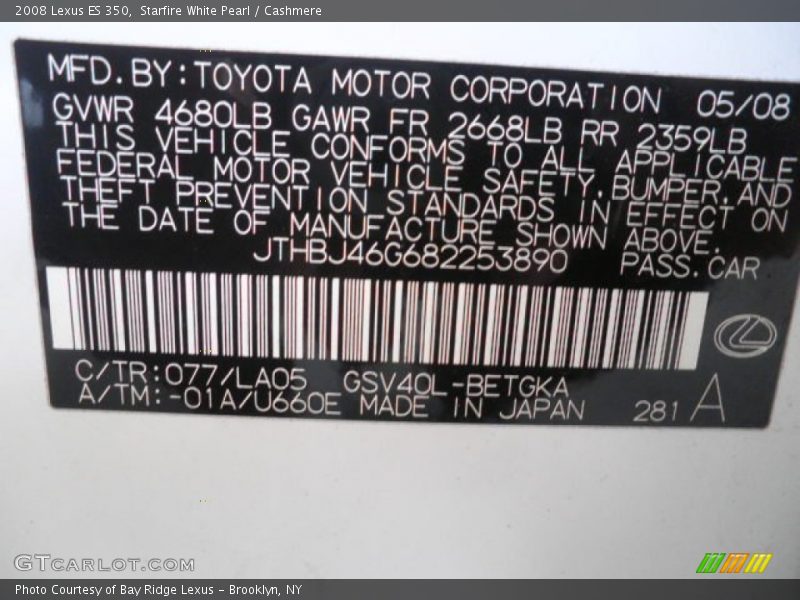 2008 Lexus ES 350,  Starfire White Pearl / Cashmere
MFD. BY: TOYOTA MOTOR CORPORATION 05/08
GVWR 4680LB GAWR FR 2668LB RR 2359LB
THIS VEHICLE CONFORMS TO ALL APPLICABLE
FEDERAL MOTOR VEHICLE SAFETY, BUMPER, AND
THEFT PREVENTION STANDARDS IN EFFECT ON
THE DATE OF MANUFACTURE SHOWN ABOVE.
JTHBJ46G682253890 PASS. CAR
C/TR: 077/LA05 GSV40L-BETGKA
A/TM: -01A/U660E MADE IN JAPAN 281 A
GTCARLOT.COM
Photo Courtesy of Bay Ridge Lexus - Brooklyn, NY